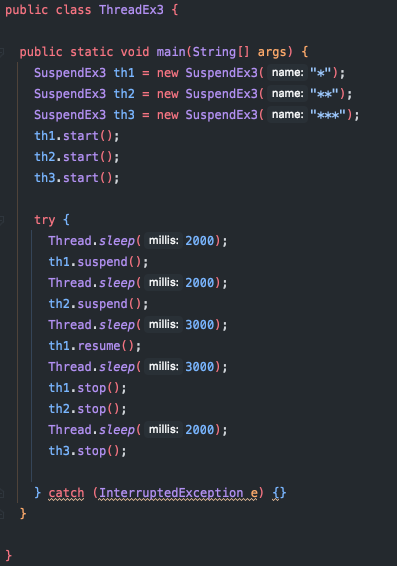 public class ThreadEx3 {
public static void main(String[] args) {
SuspendEx3 th1 = new SuspendEx3( name: "*");
SuspendEx3 th2 = new SuspendEx3( name: "**");
SuspendEx3 th3 = new SuspendEx3( name: "***);
th1.start();
th2.start();
th3.start();
try {
Thread.sleep( millis: 2000);
th1.suspend();
Thread.sleep( millis: 2000);
th2.suspend();
Thread.sleep( millis: 3000);
th1.resume();
Thread.sleep( millis: 3000);
th1.stop();
th2.stop();
Thread.sleep( millis: 2000);
th3.stop();
} catch (InterruptedException e) {}
}
}